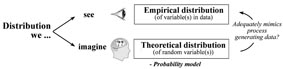 Distribution
we ...
see
Empirical distribution
(of variable(s) in data)
imagine
Theoretical distribution
(of random variable(s))
- Probability model
Adequately mimics
process
generating data?